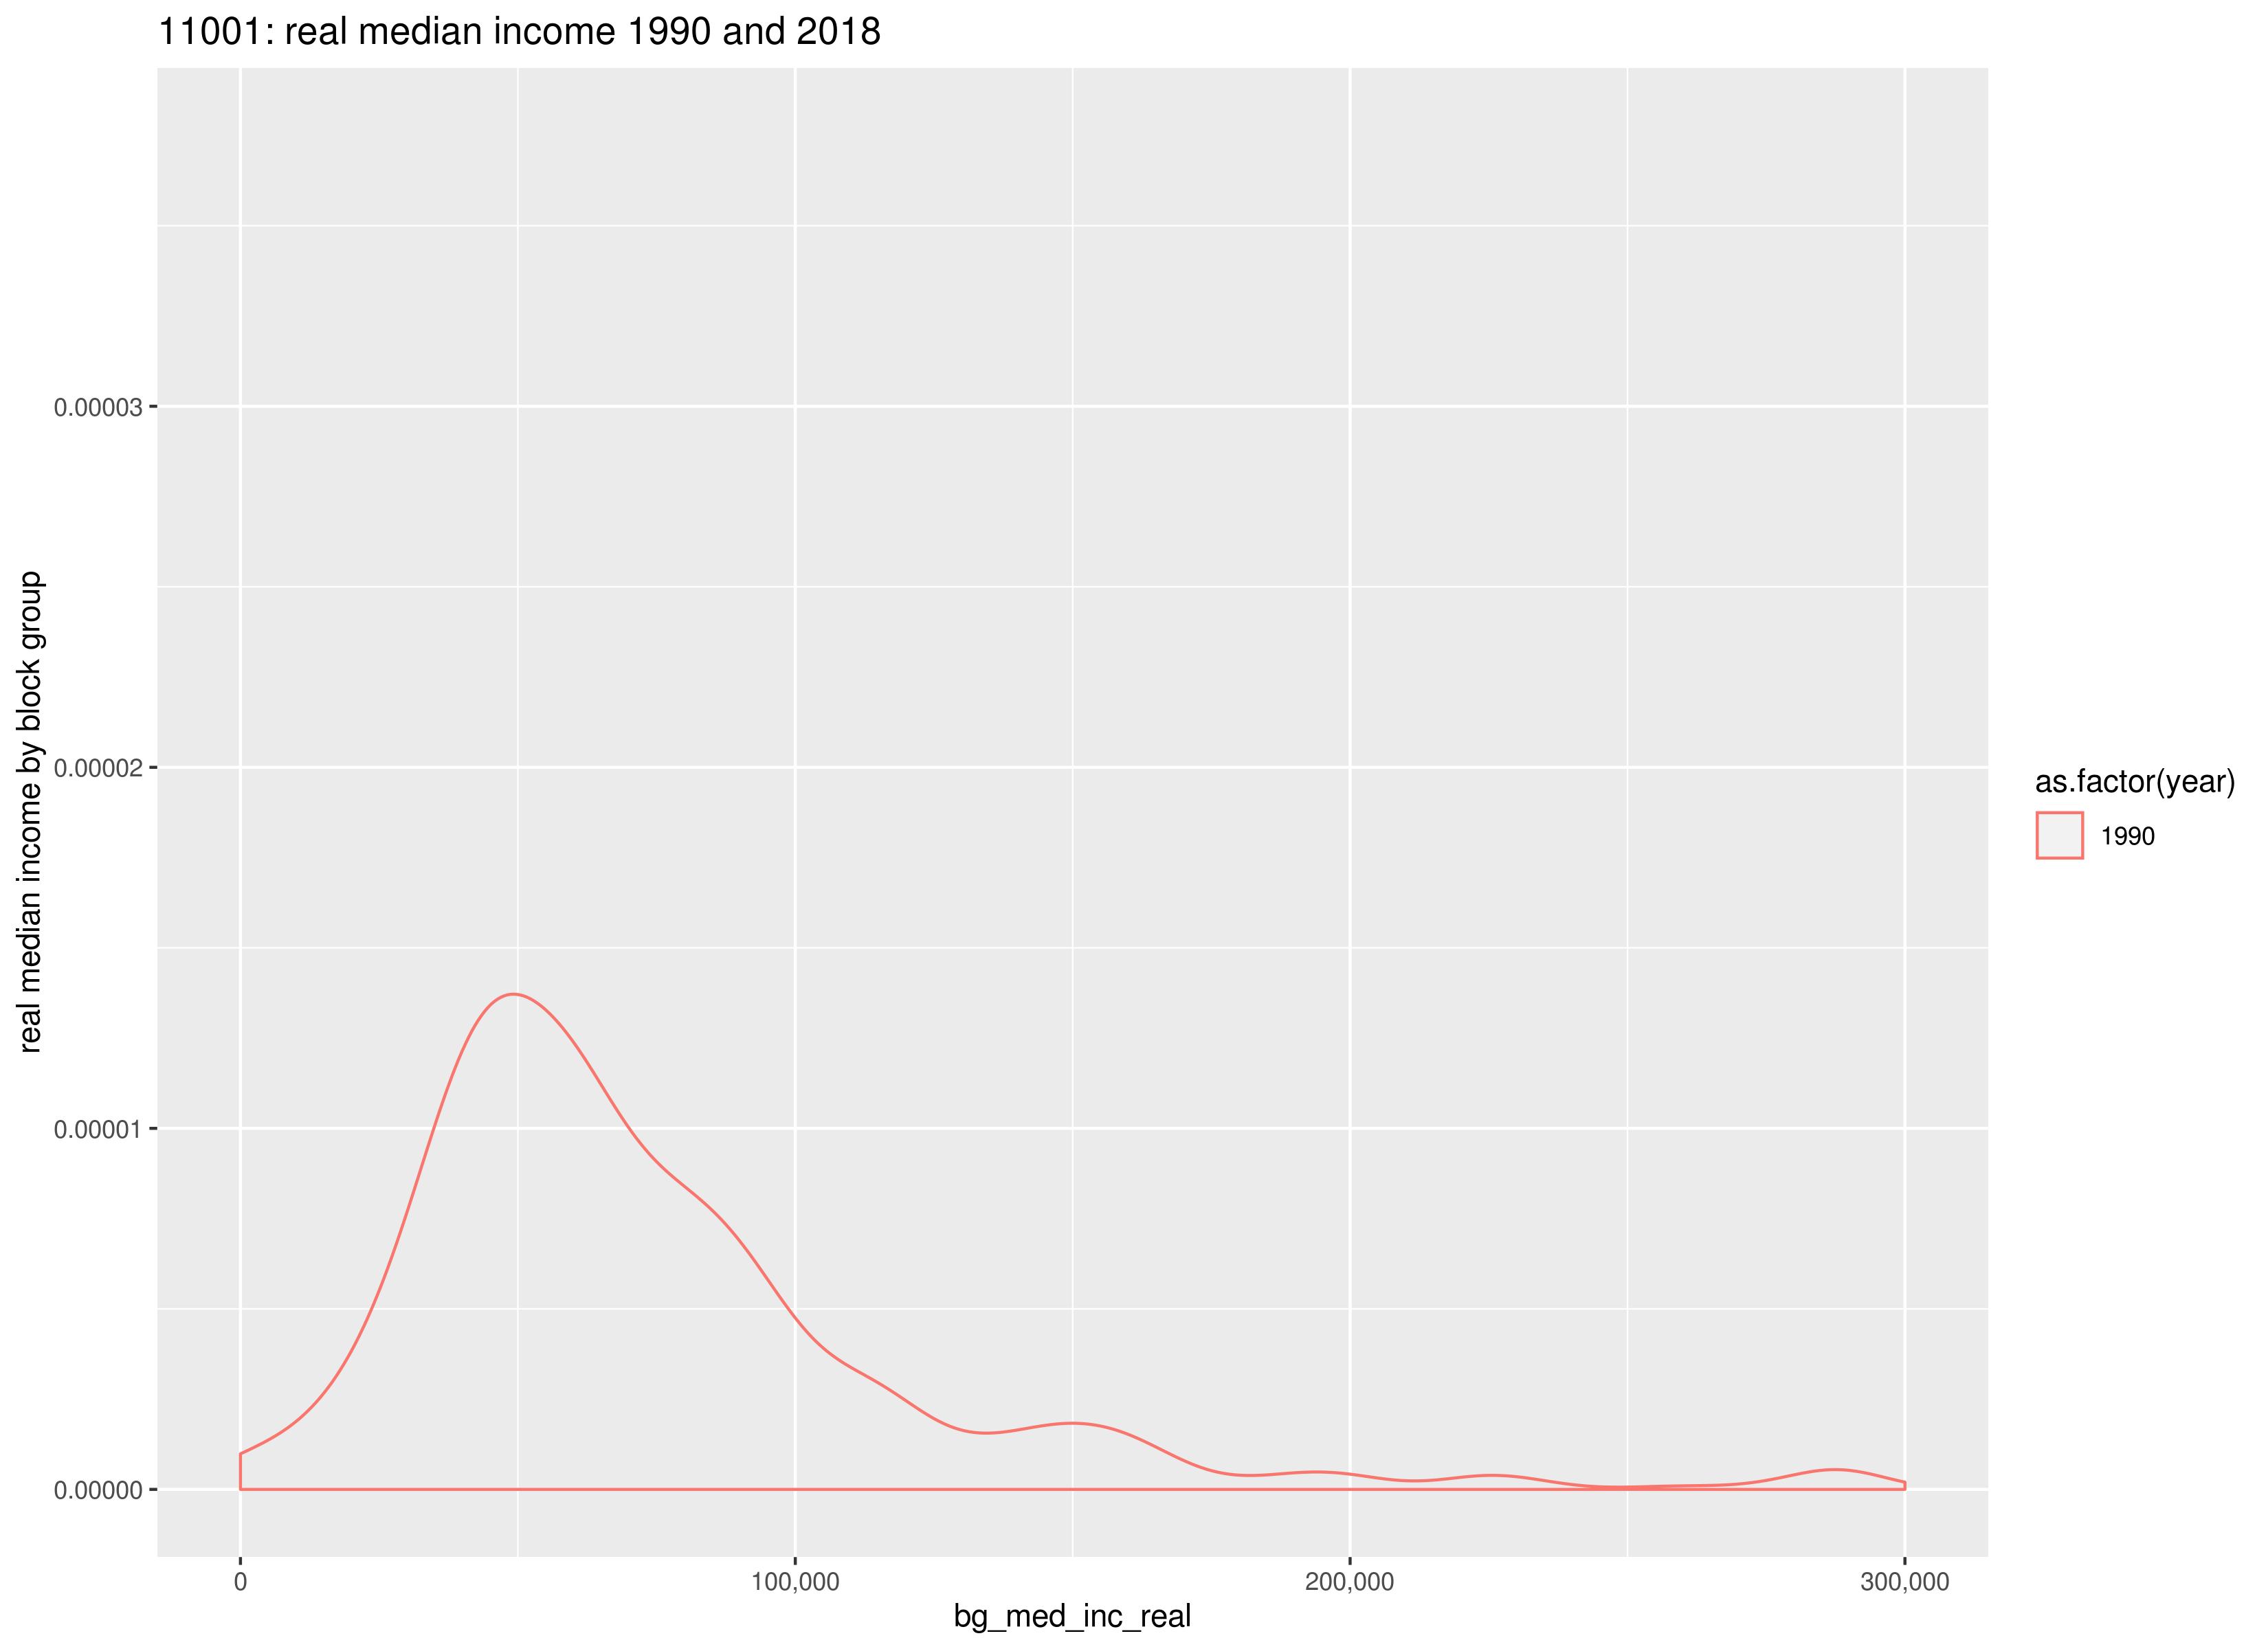 11001: real median income 1990 and 2018
real median income by block group
0.00003
0.00002
0.00001
0.00000
0
100,000
200,000
300,000
bg_med_inc_real
as.factor(year)
1990